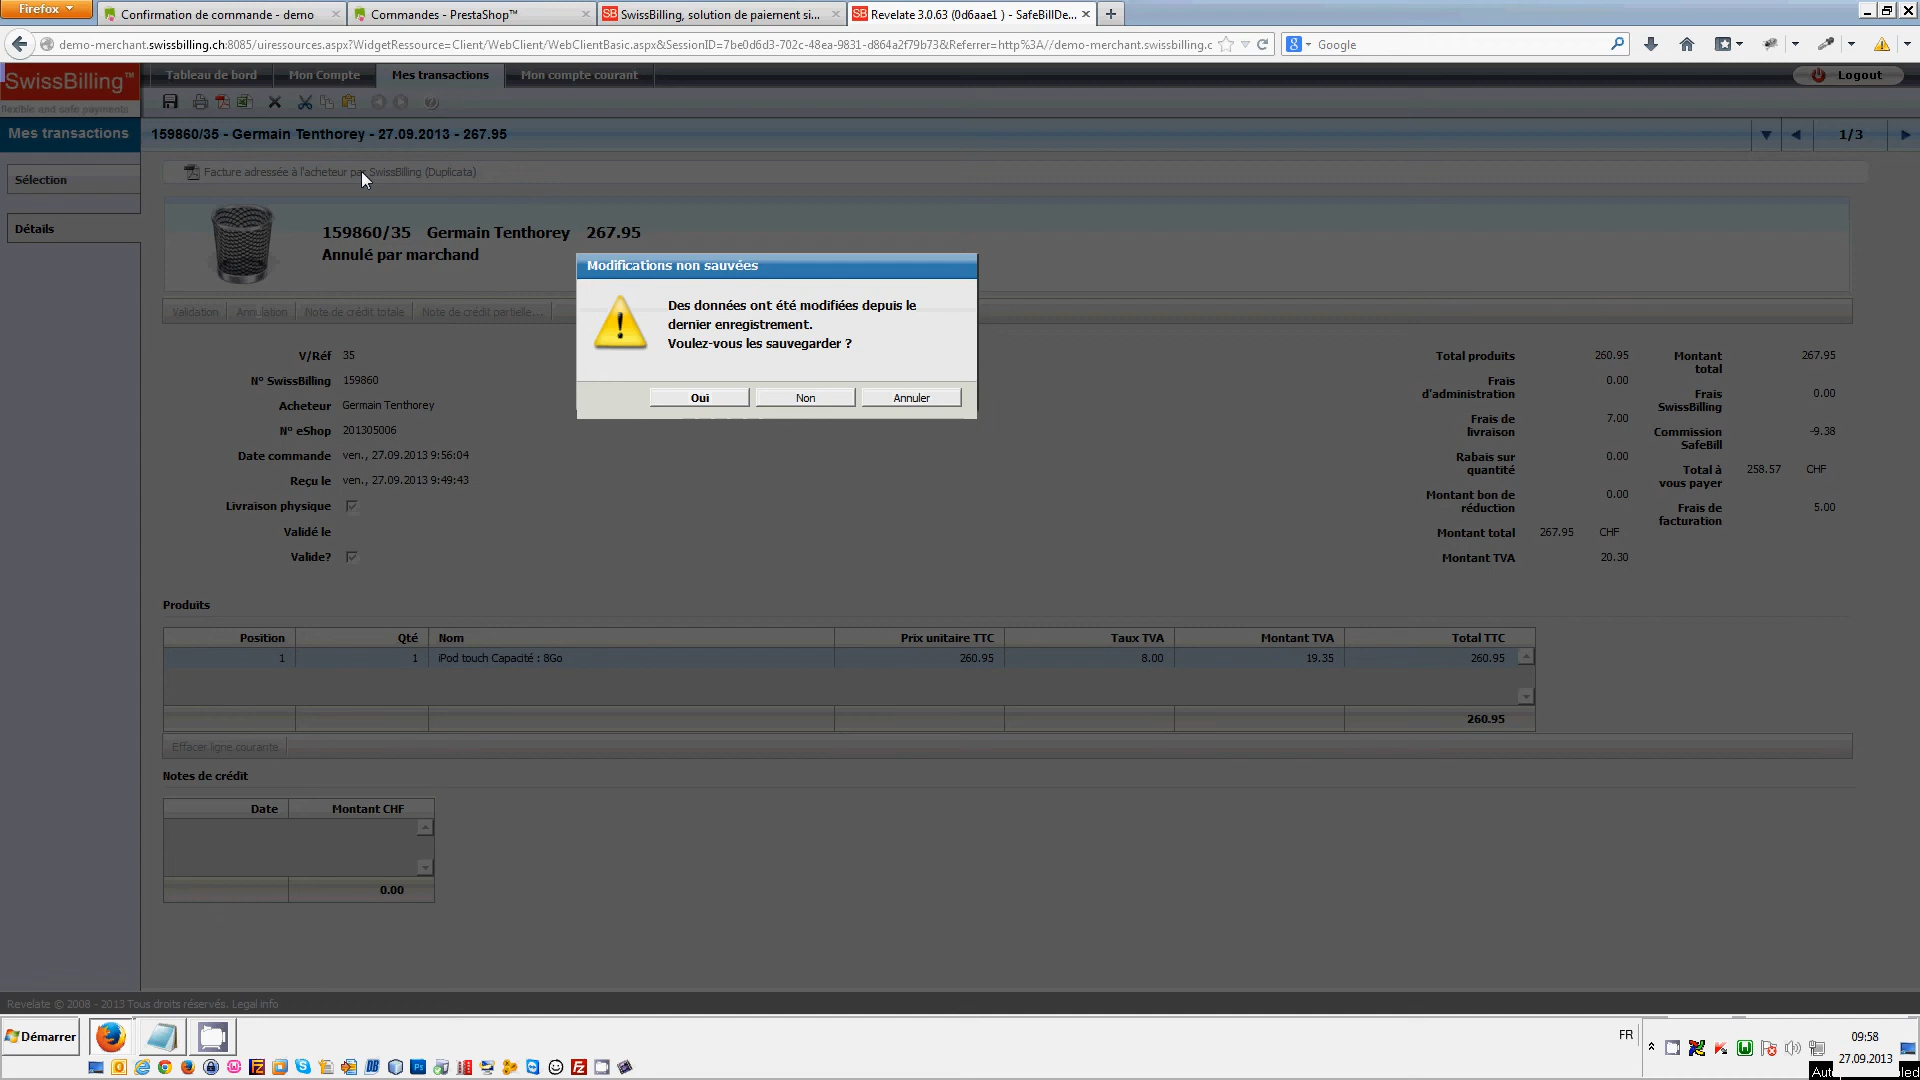 Firefox
Confirmation de commande - demo
Commandes - PrestaShop™
SwissBilling, solution de paiement si...
Revelate 3.0.63 (0d6aae1 ) - SafeBillDe...
demo-merchant.swissbilling.ch:8085/uiressources.aspx?WidgetRessource=Client/WebClient/WebClientBasic.aspx&SessionID=7be0d6d3-702c-48ea-9831-d864a2f79b73&Referrer=http%3A//demo-merchant.swissbilling.c
Google
SwissBilling™
flexible and safe payments
Tableau de bord
Mon Compte
Mes transactions
Mon compte courant
Logout
Mes transactions
159860/35 - Germain Tenthorey - 27.09.2013 - 267.95
1/3
Sélection
Détails
Facture adressée à l'acheteur par SwissBilling (Duplicata)
159860/35 Germain Tenthorey 267.95
Annulé par marchand
Validation
Annulation
Note de crédit totale
Note de crédit partielle...
Modifications non sauvées
Des données ont été modifiées depuis le
dernier enregistrement.
Voulez-vous les sauvegarder ?
Oui
Non
Annuler
V/Réf 35
N° SwissBilling 159860
Acheteur Germain Tenthorey
N° eShop 201305006
Date commande ven., 27.09.2013 9:56:04
Reçu le ven., 27.09.2013 9:49:43
Livraison physique
Validé le
Valide?
Total produits 260.95
Frais d'administration 0.00
Frais de livraison 7.00
Rabais sur quantité 0.00
Montant bon de réduction 0.00
Montant total 267.95 CHF
Montant TVA 20.30
Montant total 267.95
Frais SwissBilling 0.00
Commission SafeBill -9.38
Total à vous payer 258.57 CHF
Frais de facturation 5.00
Produits
Position Qté Nom Prix unitaire TTC Taux TVA Montant TVA Total TTC
1 1 iPod touch Capacité : 8Go 260.95 8.00 19.35 260.95
260.95
Effacer ligne courante
Notes de crédit
Date Montant CHF
0.00
Revelate © 2008 - 2013 Tous droits réservés. Legal info
Démarrer
FR
09:58
27.09.2013